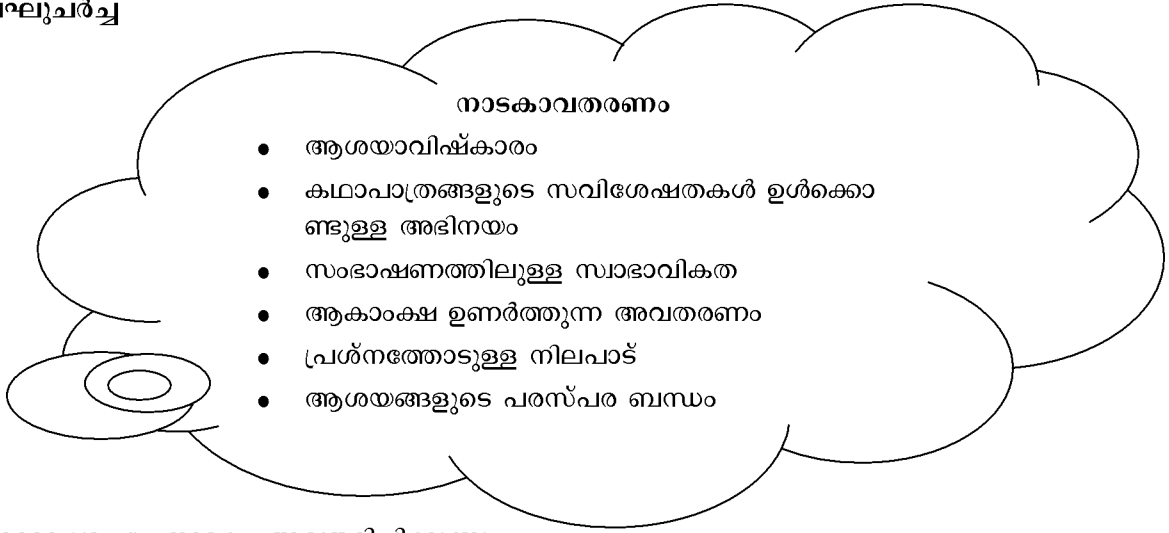 ഘുചർച്ച
നാടകാവതരണം
● ആശയാവിഷ്കാരം
● കഥാപാത്രങ്ങളുടെ സവിശേഷതകൾ ഉൾക്കൊ
ണ്ടുള്ള അഭിനയം
● സംഭാഷണത്തിലുള്ള സ്വാഭാവികത
● ആകാംക്ഷ ഉണർത്തുന്ന അവതരണം
● പ്രശ്നത്തോടുള്ള നിലപാട്
● ആശയങ്ങളുടെ പരസ്പര ബന്ധം